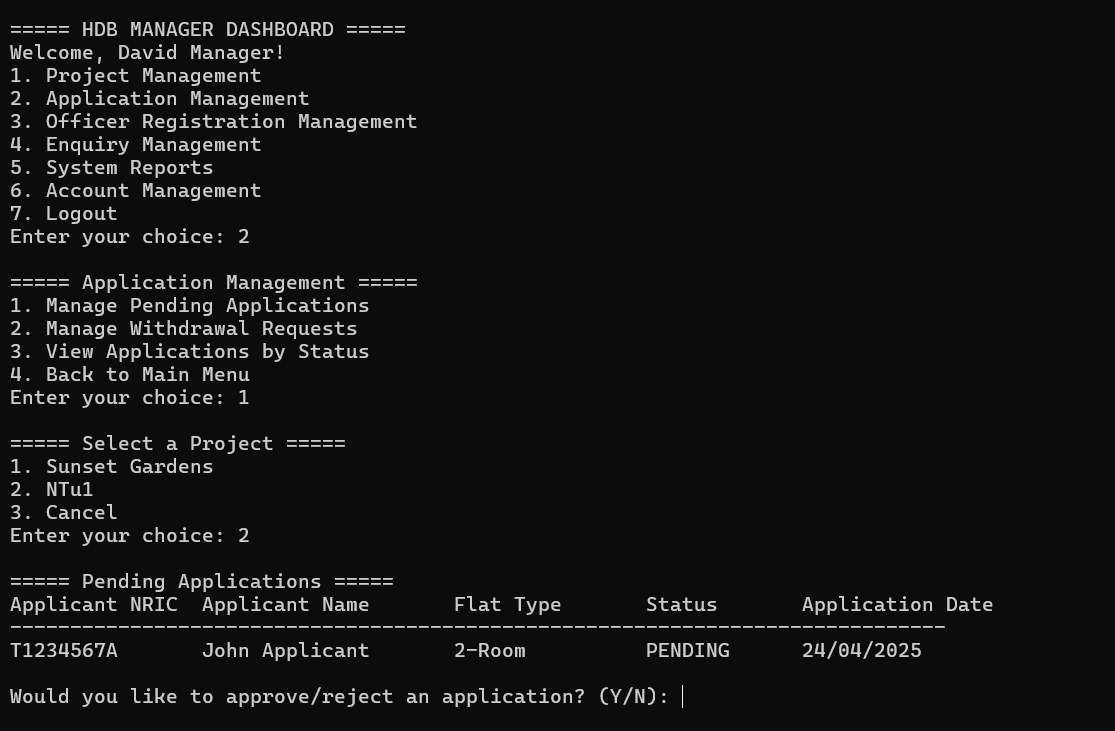 ===== HDB MANAGER DASHBOARD =====
Welcome, David Manager!
1. Project Management
2. Application Management
3. Officer Registration Management
4. Enquiry Management
5. System Reports
6. Account Management
7. Logout
Enter your choice: 2

===== Application Management =====
1. Manage Pending Applications
2. Manage Withdrawal Requests
3. View Applications by Status
4. Back to Main Menu
Enter your choice: 1

===== Select a Project =====
1. Sunset Gardens
2. NTu1
3. Cancel
Enter your choice: 2

===== Pending Applications =====
Applicant NRIC  Applicant Name       Flat Type       Status       Application Date
------------------------------------------------------------------------------
T1234567A       John Applicant       2-Room          PENDING      24/04/2025

Would you like to approve/reject an application? (Y/N):